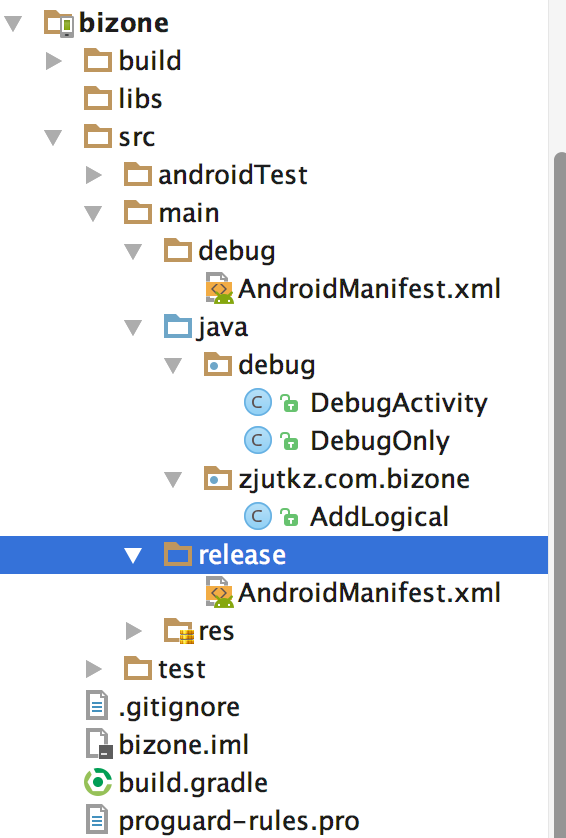 bizone
build
libs
src
androidTest
main
debug
AndroidManifest.xml
java
debug
DebugActivity
DebugOnly
zjutkz.com.bizone
AddLogical
release
AndroidManifest.xml
res
test
.gitignore
bizone.iml
build.gradle
proguard-rules.pro